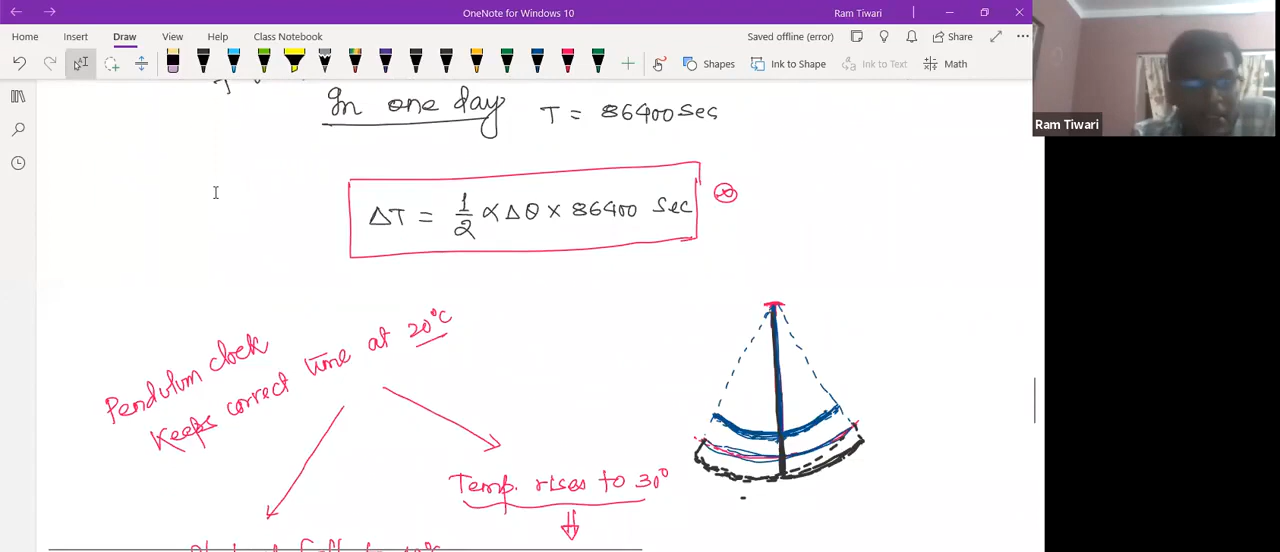 OneNote for Windows 10
Ram Tiwari
Home Insert Draw View Help Class Notebook
Saved offline (error) Share
Shapes Ink to Shape Ink to Text Math
Ram Tiwari
In one day T = 86400 Sec
ΔT = 1/2 α Δθ × 86400 Sec
Pendulum clock
Keeps correct time at 20°C
Temp. rises to 30°